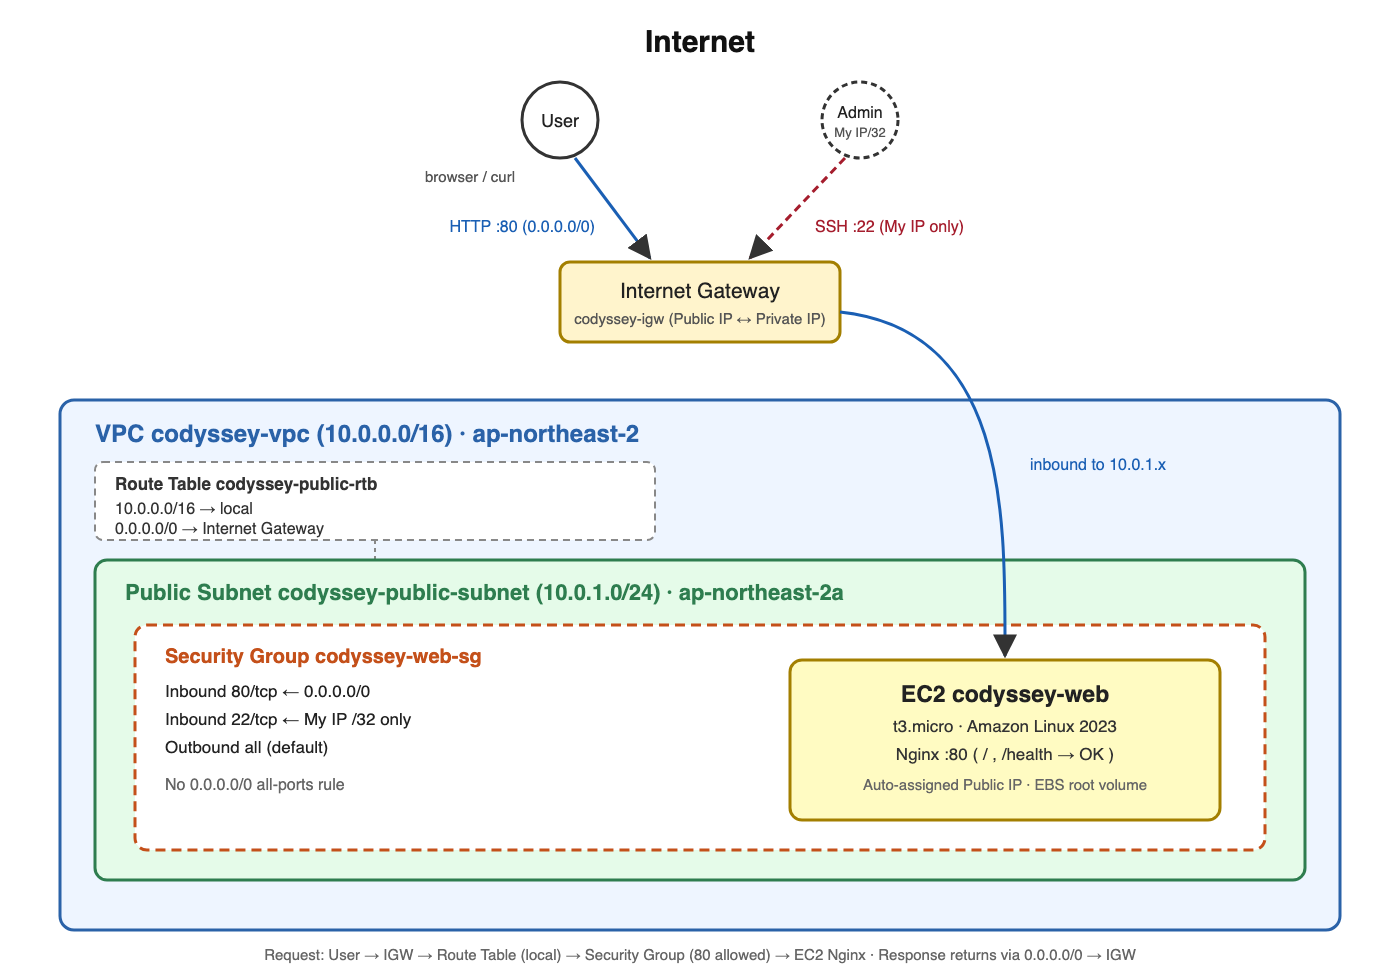 Internet
User
Admin
My IP/32
browser / curl
HTTP :80 (0.0.0.0/0)
SSH :22 (My IP only)
Internet Gateway
codyssey-igw (Public IP ↔ Private IP)
VPC codyssey-vpc (10.0.0.0/16) · ap-northeast-2
inbound to 10.0.1.x
Route Table codyssey-public-rtb
10.0.0.0/16 → local
0.0.0.0/0 → Internet Gateway
Public Subnet codyssey-public-subnet (10.0.1.0/24) · ap-northeast-2a
Security Group codyssey-web-sg
Inbound 80/tcp ← 0.0.0.0/0
Inbound 22/tcp ← My IP /32 only
Outbound all (default)
No 0.0.0.0/0 all-ports rule
EC2 codyssey-web
t3.micro · Amazon Linux 2023
Nginx :80 ( / , /health → OK )
Auto-assigned Public IP · EBS root volume
Request: User → IGW → Route Table (local) → Security Group (80 allowed) → EC2 Nginx · Response returns via 0.0.0.0/0 → IGW